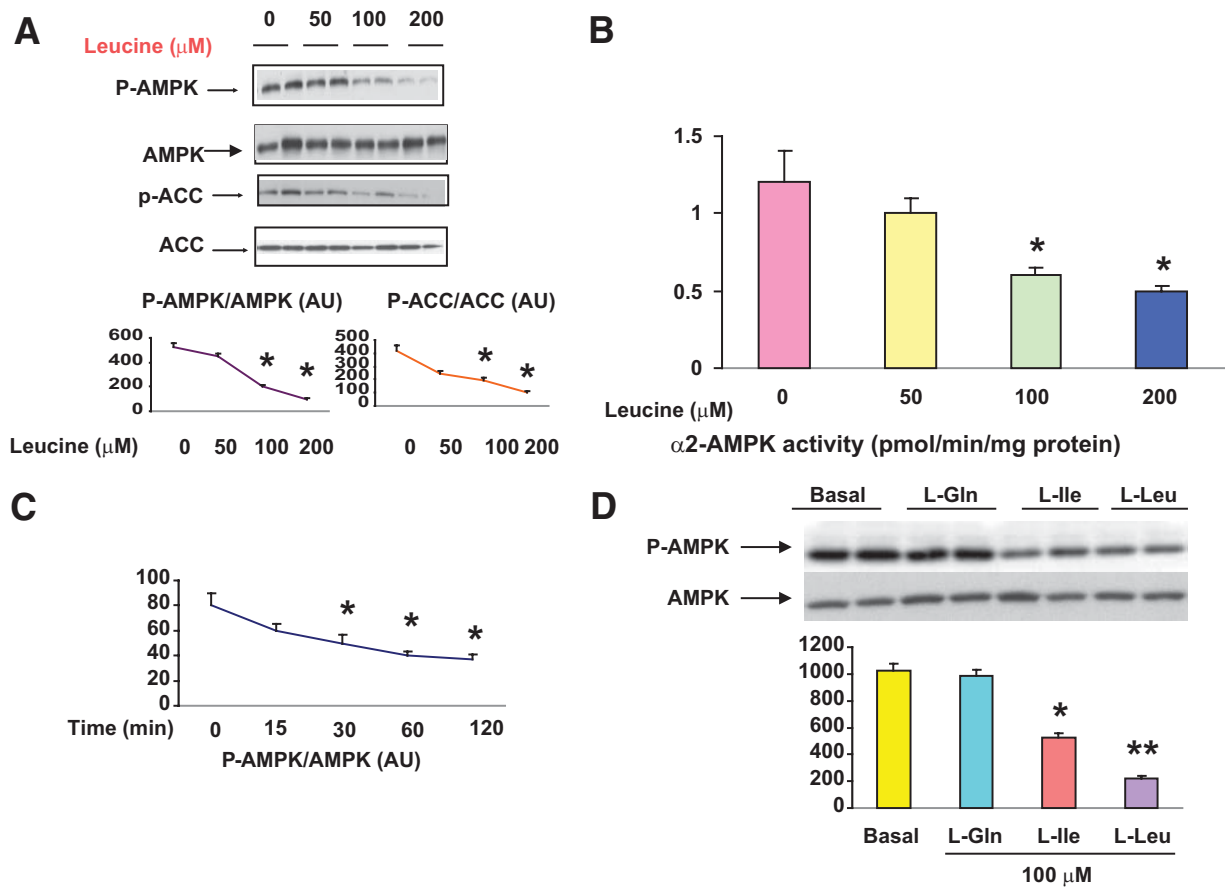 A
0 50 100 200
Leucine (μM)
P-AMPK
AMPK
p-ACC
ACC
P-AMPK/AMPK (AU)
600
400
200
0
* *
Leucine (μM) 0 50 100 200
P-ACC/ACC (AU)
500
400
300
200
100
0
* *
0 50 100 200
B
1.5
1
0.5
0
* *
Leucine (μM) 0 50 100 200
α2-AMPK activity (pmol/min/mg protein)
C
100
80
60
40
20
0
* * *
Time (min) 0 15 30 60 120
P-AMPK/AMPK (AU)
D
Basal L-Gln L-Ile L-Leu
P-AMPK
AMPK
1000
1200
800
600
400
200
0
* **
Basal L-Gln L-Ile L-Leu
100 μM